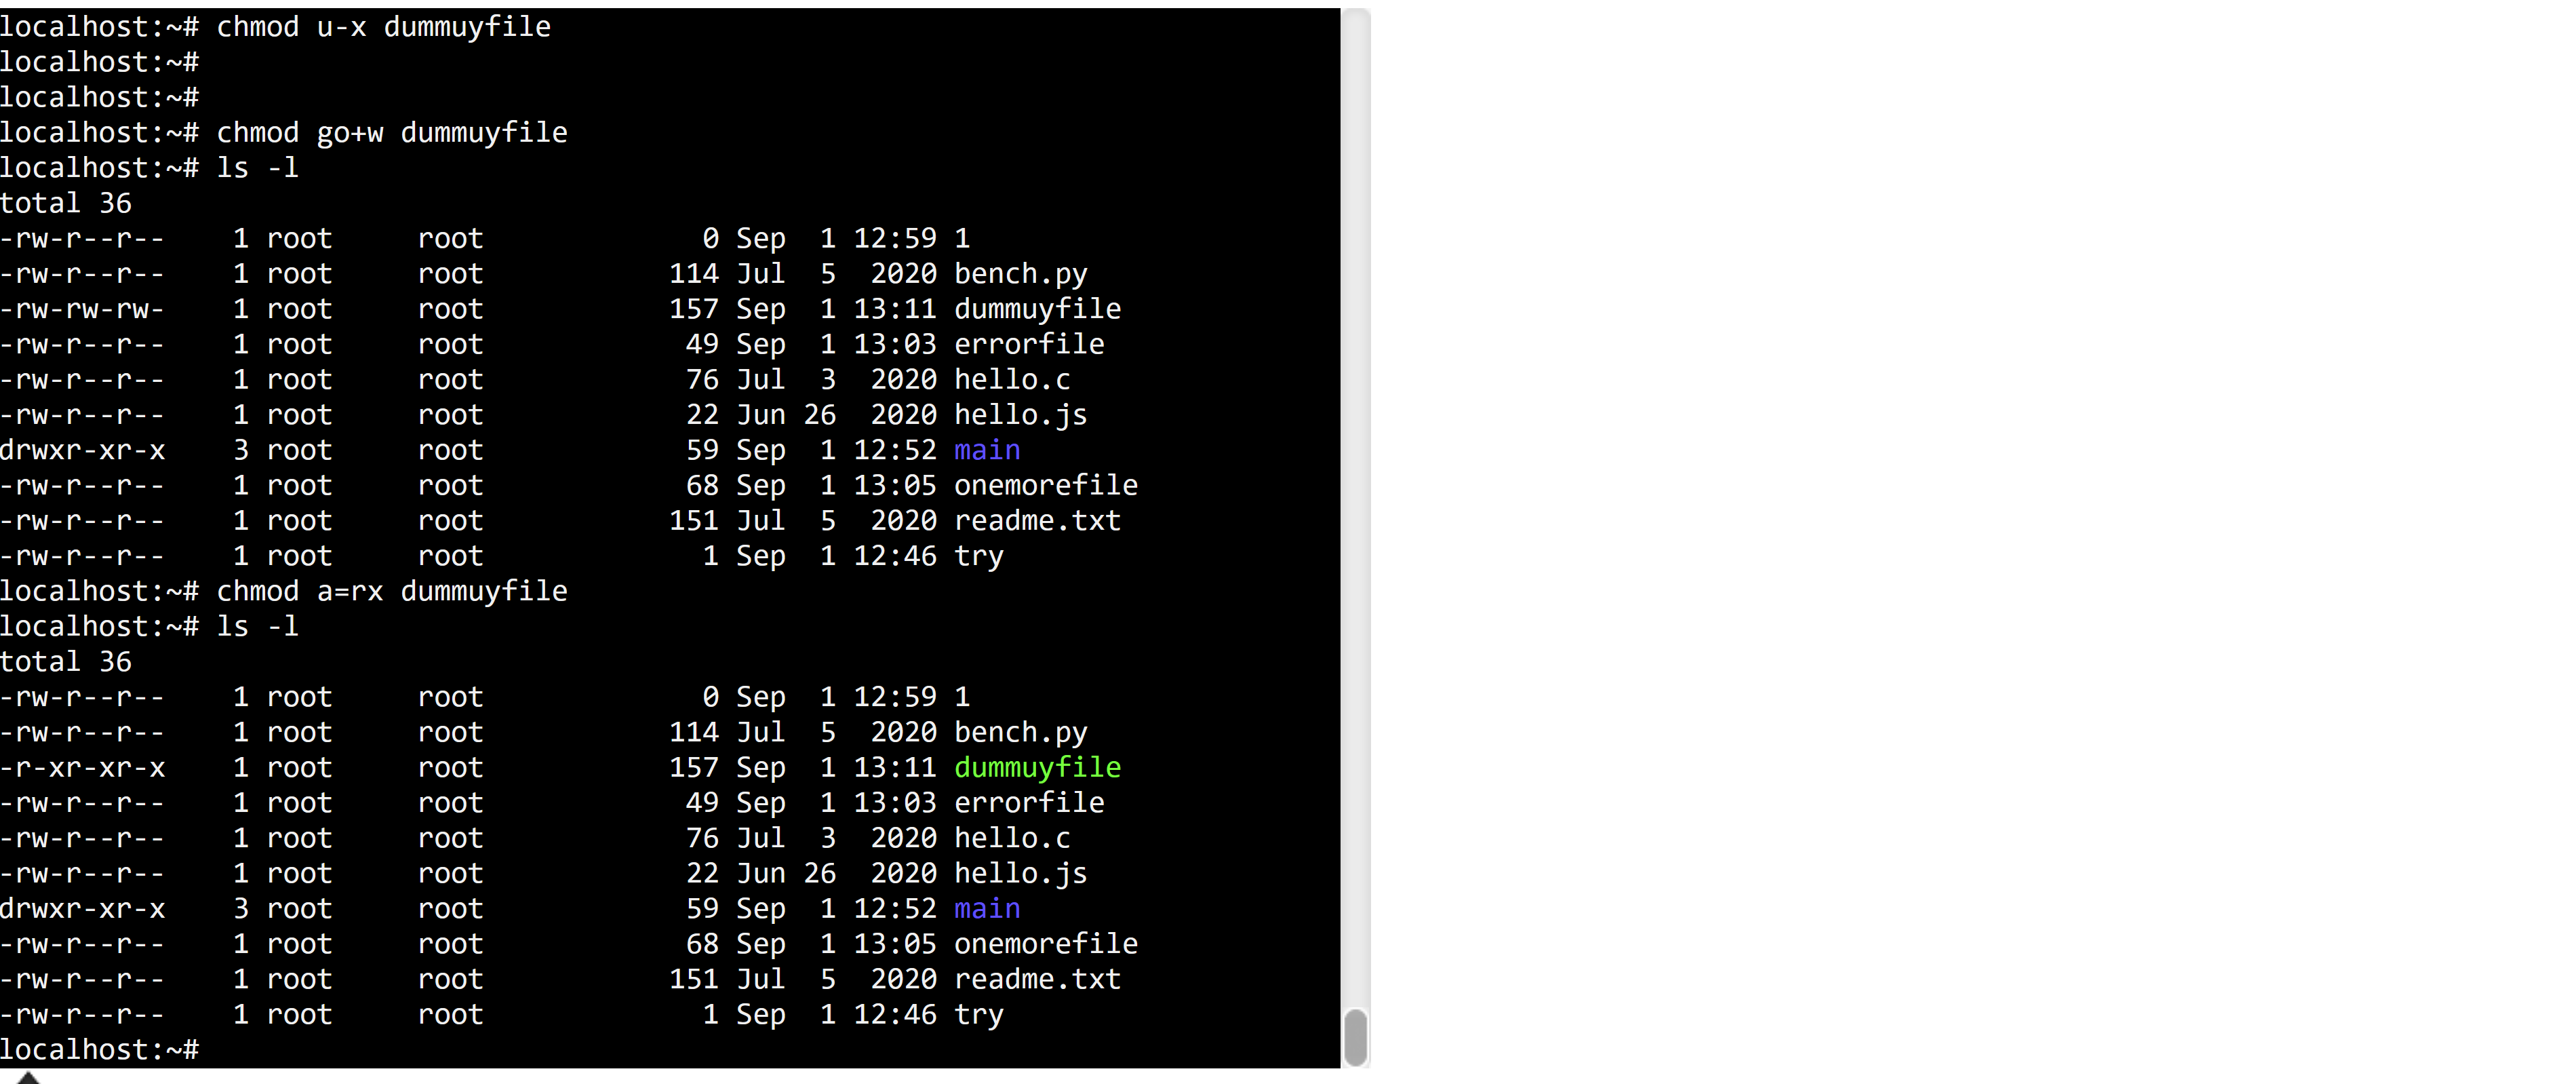 localhost:~# chmod u-x dummuyfile
localhost:~#
localhost:~#
localhost:~# chmod go+w dummuyfile
localhost:~# ls -l
total 36
-rw-r--r--    1 root     root             0 Sep  1 12:59 1
-rw-r--r--    1 root     root           114 Jul  5  2020 bench.py
-rw-rw-rw-    1 root     root           157 Sep  1 13:11 dummuyfile
-rw-r--r--    1 root     root            49 Sep  1 13:03 errorfile
-rw-r--r--    1 root     root            76 Jul  3  2020 hello.c
-rw-r--r--    1 root     root            22 Jun 26  2020 hello.js
drwxr-xr-x    3 root     root            59 Sep  1 12:52 main
-rw-r--r--    1 root     root            68 Sep  1 13:05 onemorefile
-rw-r--r--    1 root     root           151 Jul  5  2020 readme.txt
-rw-r--r--    1 root     root             1 Sep  1 12:46 try
localhost:~# chmod a=rx dummuyfile
localhost:~# ls -l
total 36
-rw-r--r--    1 root     root             0 Sep  1 12:59 1
-rw-r--r--    1 root     root           114 Jul  5  2020 bench.py
-r-xr-xr-x    1 root     root           157 Sep  1 13:11 dummuyfile
-rw-r--r--    1 root     root            49 Sep  1 13:03 errorfile
-rw-r--r--    1 root     root            76 Jul  3  2020 hello.c
-rw-r--r--    1 root     root            22 Jun 26  2020 hello.js
drwxr-xr-x    3 root     root            59 Sep  1 12:52 main
-rw-r--r--    1 root     root            68 Sep  1 13:05 onemorefile
-rw-r--r--    1 root     root           151 Jul  5  2020 readme.txt
-rw-r--r--    1 root     root             1 Sep  1 12:46 try
localhost:~#